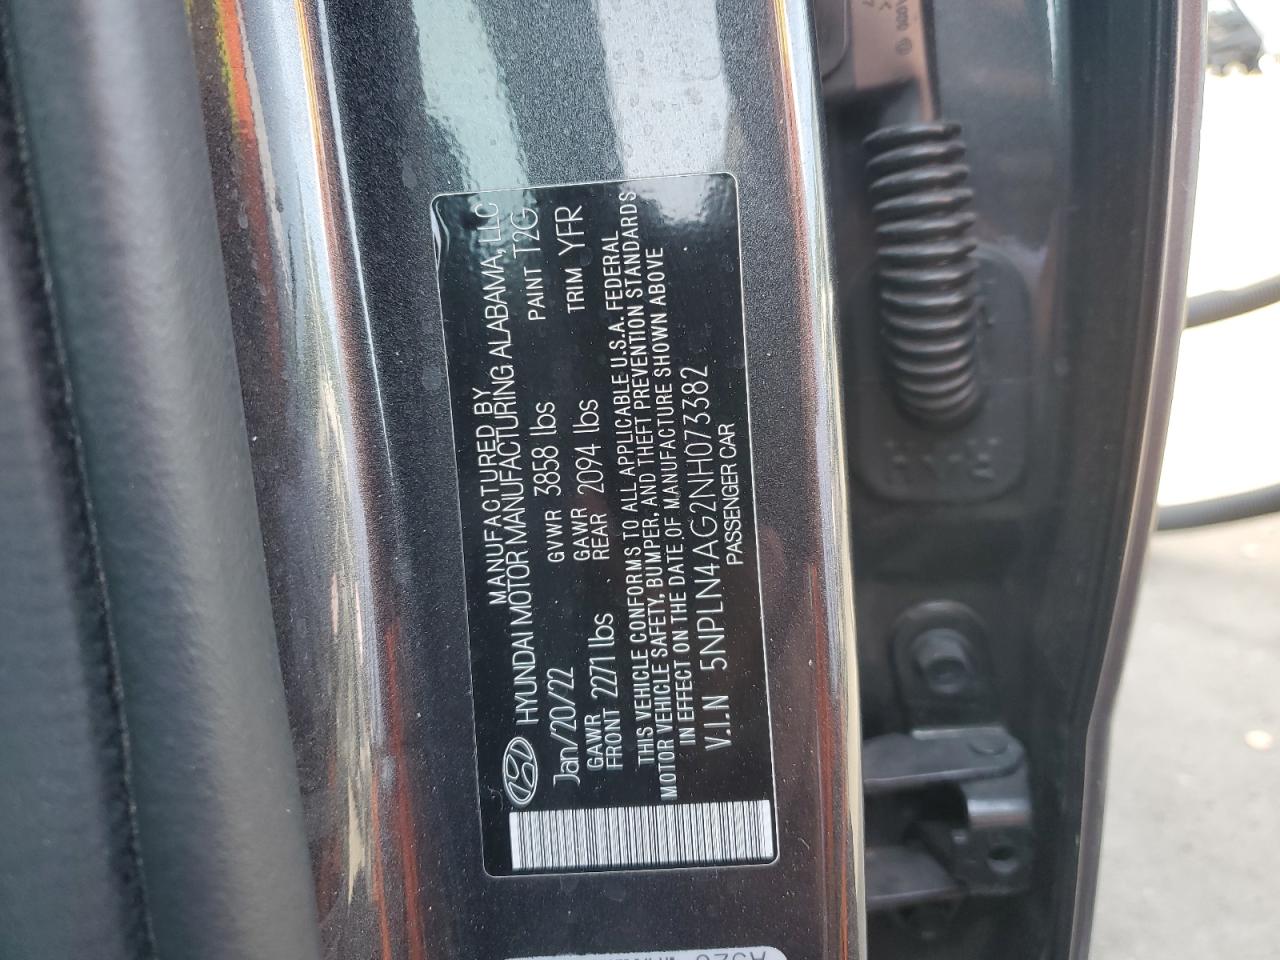 MANUFACTURED BY
HYUNDAI MOTOR MANUFACTURING ALABAMA, LLC
Jan/20/22 GVWR 3858 lbs PAINT T2G
GAWR FRONT 2271 lbs GAWR REAR 2094 lbs TRIM YFR
THIS VEHICLE CONFORMS TO ALL APPLICABLE U.S.A. FEDERAL
MOTOR VEHICLE SAFETY, BUMPER, AND THEFT PREVENTION STANDARDS
IN EFFECT ON THE DATE OF MANUFACTURE SHOWN ABOVE
V.I.N 5NPLN4AG2NH073382
PASSENGER CAR